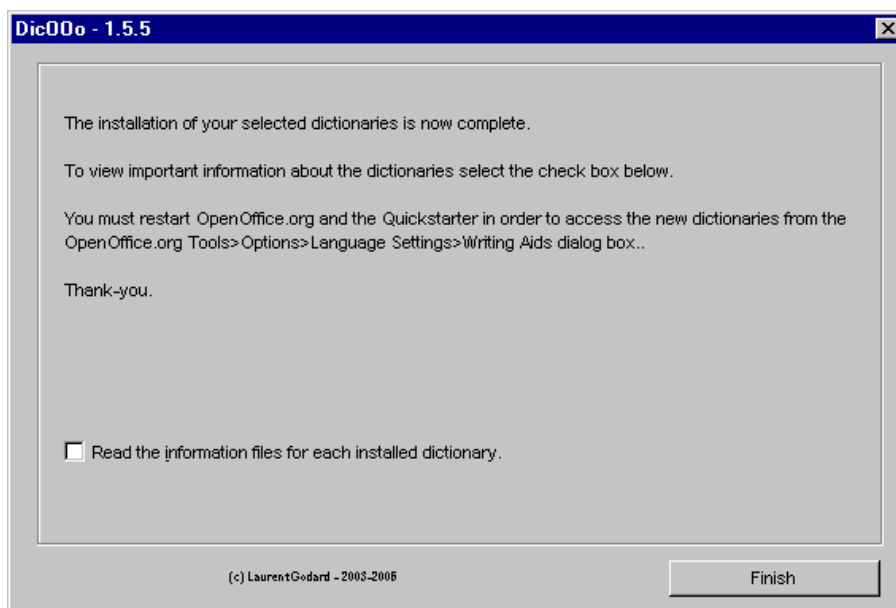 DicOOo - 1.5.5
The installation of your selected dictionaries is now complete.
To view important information about the dictionaries select the check box below.
You must restart OpenOffice.org and the Quickstarter in order to access the new dictionaries from the
OpenOffice.org Tools>Options>Language Settings>Writing Aids dialog box..
Thank-you.
Read the information files for each installed dictionary.
(c) Laurent Godard - 2003-2005
Finish